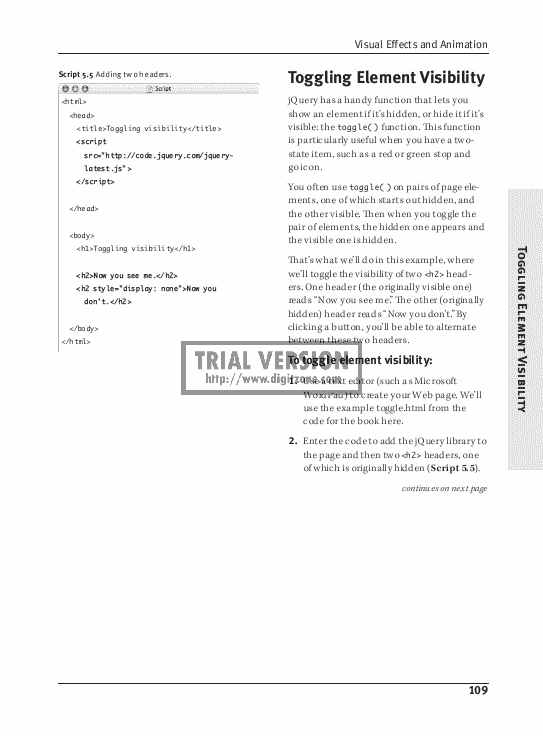 Visual Effects and Animation
Script 5.5 Adding two headers.
Script
<html>
<head>
<title>Toggling visibility</title>
<script
src="http://code.jquery.com/jquery-
latest.js">
</script>
</head>
<body>
<h1>Toggling visibility</h1>
<h2>Now you see me.</h2>
<h2 style="display: none">Now you
don't.</h2>
</body>
</html>
Toggling Element Visibility
jQuery has a handy function that lets you
show an element if it's hidden, or hide it if it's
visible: the toggle() function. This function
is particularly useful when you have a two-
state item, such as a red or green stop and
go icon.
You often use toggle() on pairs of page ele-
ments, one of which starts out hidden, and
the other visible. Then when you toggle the
pair of elements, the hidden one appears and
the visible one is hidden.
That's what we'll do in this example, where
we'll toggle the visibility of two <h2> head-
ers. One header (the originally visible one)
reads "Now you see me." The other (originally
hidden) header reads "Now you don't." By
clicking a button, you'll be able to alternate
between these two headers.
To toggle element visibility:
1. Use a text editor (such as Microsoft
WordPad) to create your Web page. We'll
use the example toggle.html from the
code for the book here.
2. Enter the code to add the jQuery library to
the page and then two <h2> headers, one
of which is originally hidden (Script 5.5).
continues on next page
TRIAL VERSION
http://www.digitzone.com
Toggling Element Visibility
109